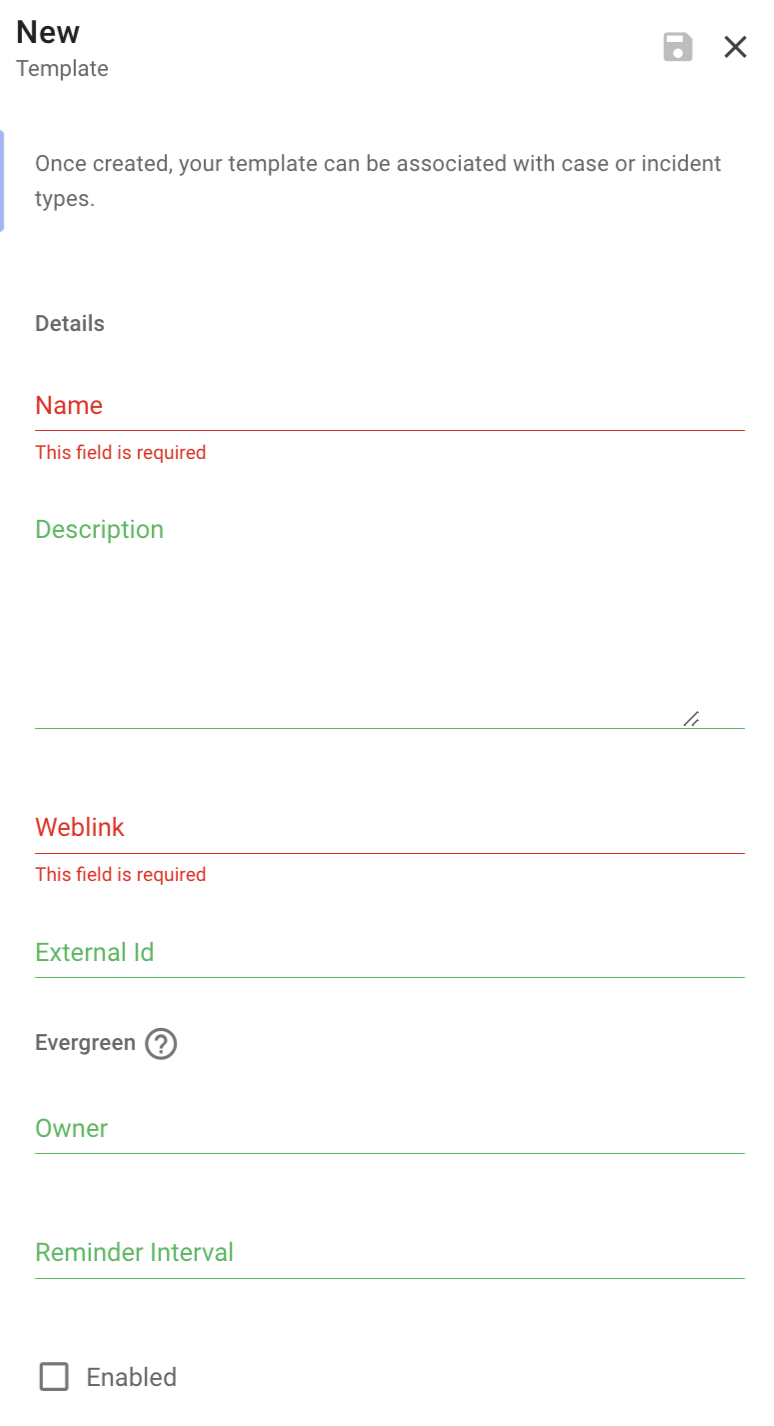 New
Template
Once created, your template can be associated with case or incident
types.
Details
Name
This field is required
Description
Weblink
This field is required
External Id
Evergreen
Owner
Reminder Interval
Enabled